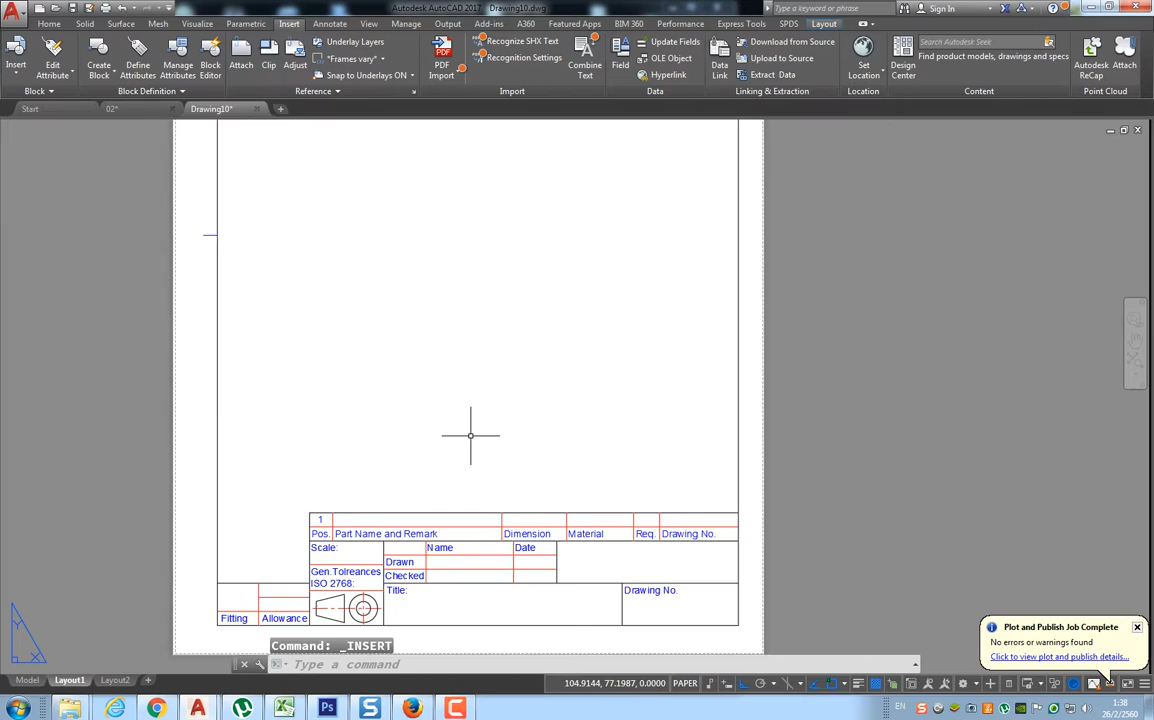 Autodesk AutoCAD 2017 Drawing10.dwg
Type a keyword or phrase
Sign In
Home Solid Surface Mesh Visualize Parametric Insert Annotate View Manage Output Add-ins A360 Featured Apps BIM 360 Performance Express Tools SPDS Layout
Insert
Edit Attribute
Create Block
Define Attributes
Manage Attributes
Block Editor
Attach
Clip
Adjust
Underlay Layers
*Frames vary*
Snap to Underlays ON
PDF
PDF Import
Recognize SHX Text
Recognition Settings
Combine Text
Field
Update Fields
OLE Object
Hyperlink
Data Link
Download from Source
Upload to Source
Extract Data
Set Location
Design Center
Search Autodesk Seek
Find product models, drawings, and specs
Autodesk ReCap
Attach
Block Block Definition Reference Import Data Linking & Extraction Location Content Point Cloud
Start 02* Drawing10*
1
Pos. Part Name and Remark Dimension Material Req. Drawing No.
Scale: Name Date
Drawn
Gen.Tolreances
ISO 2768:
Checked
Title: Drawing No.
Fitting Allowance
Y
X
Command: _INSERT
Type a command
Plot and Publish Job Complete
No errors or warnings found
Click to view plot and publish details...
Model Layout1 Layout2
104.9144, 77.1987, 0.0000 PAPER
EN
1:38
26/2/2560